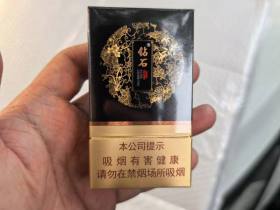 钻石
本公司提示
吸烟有害健康
请勿在禁烟场所吸烟